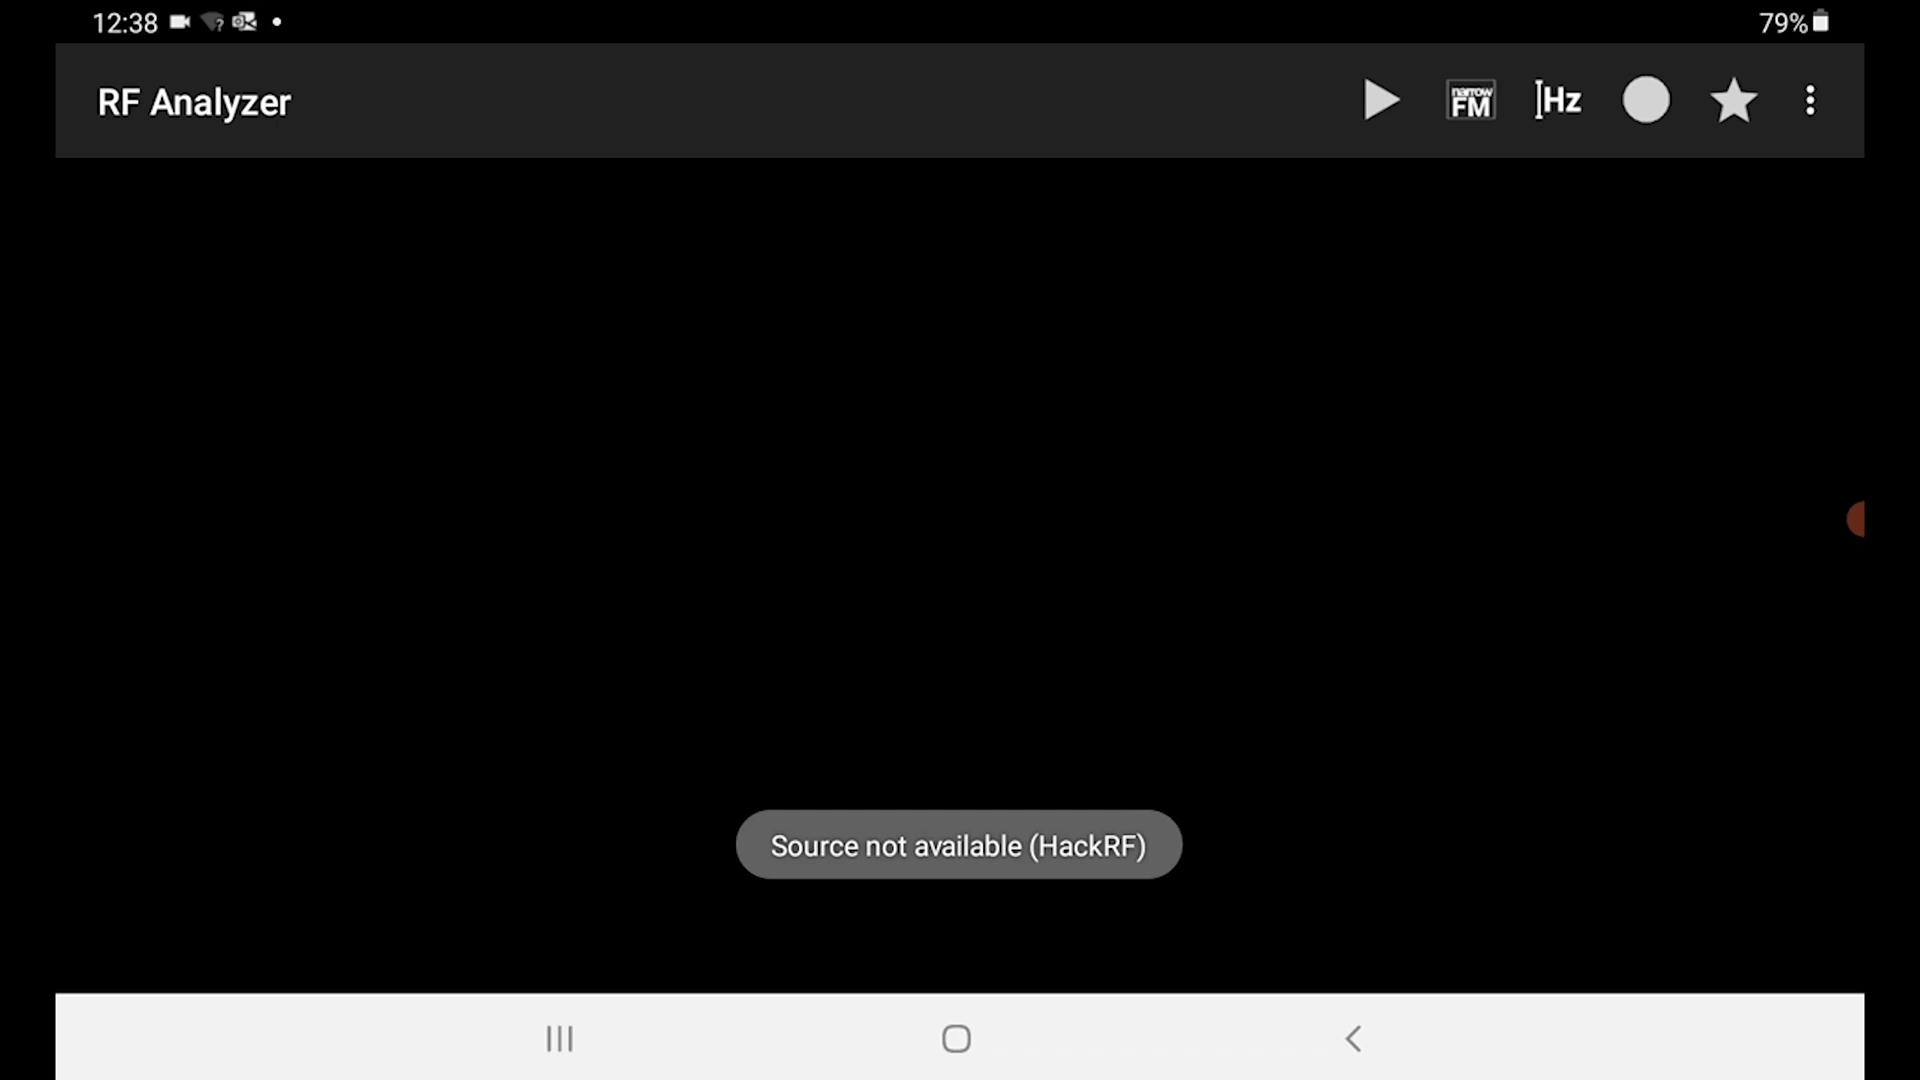 12:38
79%
RF Analyzer
narrow
FM
Hz
Source not available (HackRF)